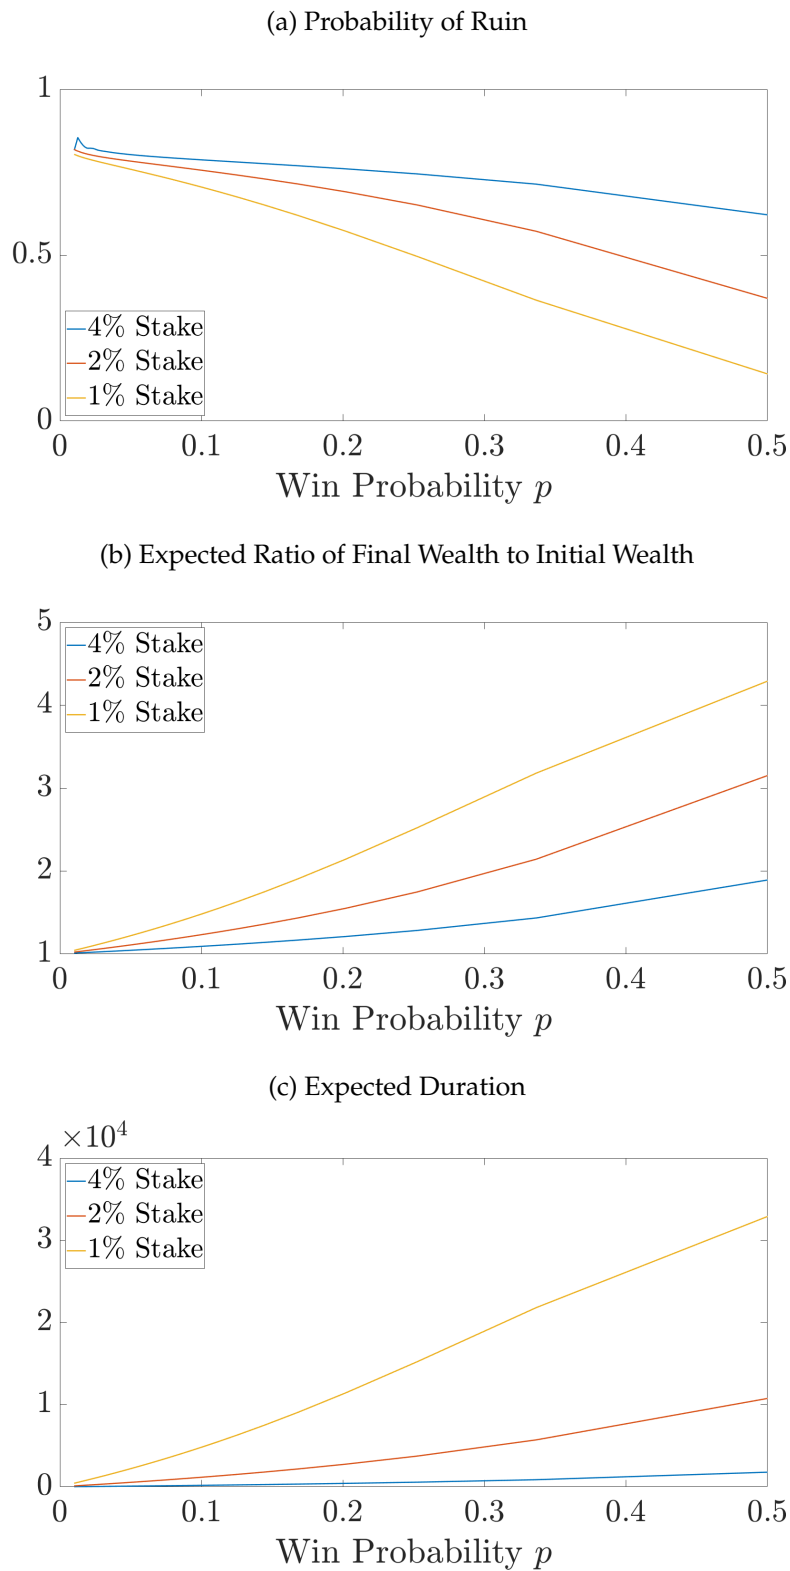 (a) Probability of Ruin
1
0.5
0
4% Stake
2% Stake
1% Stake
0 0.1 0.2 0.3 0.4 0.5
Win Probability p
(b) Expected Ratio of Final Wealth to Initial Wealth
5
4
3
2
1
4% Stake
2% Stake
1% Stake
0 0.1 0.2 0.3 0.4 0.5
Win Probability p
(c) Expected Duration
×10⁴
4
3
2
1
0
4% Stake
2% Stake
1% Stake
0 0.1 0.2 0.3 0.4 0.5
Win Probability p